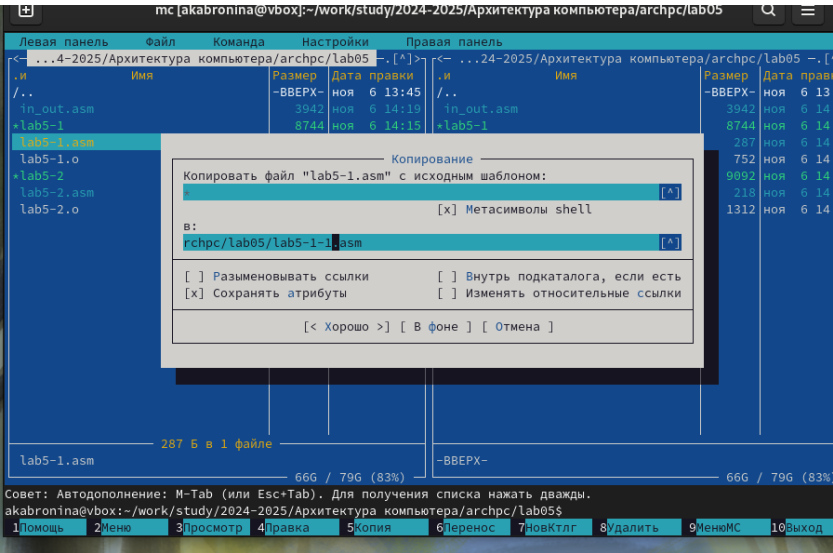 mc [akabronina@vbox]:~/work/study/2024-2025/Архитектура компьютера/archpc/lab05
Левая панель Файл Команда Настройки Правая панель
<— ...4-2025/Архитектура компьютера/archpc/lab05 —.[^]> <— ...24-2025/Архитектура компьютера/archpc/lab05 —.[
.и Имя Размер Дата правки .и Имя Размер Дата прав
/.. -ВВЕРХ- ноя 6 13:45 /.. -ВВЕРХ- ноя 6 13
in_out.asm 3942 ноя 6 14:19 in_out.asm 3942 ноя 6 14
*lab5-1 8744 ноя 6 14:15 *lab5-1 8744 ноя 6 14
lab5-1.asm 287 ноя 6 14
lab5-1.o 752 ноя 6 14
*lab5-2 9092 ноя 6 14
lab5-2.asm 218 ноя 6 14
lab5-2.o 1312 ноя 6 14
Копирование
Копировать файл "lab5-1.asm" с исходным шаблоном:
* [^]
[x] Метасимволы shell
в:
rchpc/lab05/lab5-1-1.asm [^]
[ ] Разыменовывать ссылки [ ] Внутрь подкаталога, если есть
[x] Сохранять атрибуты [ ] Изменять относительные ссылки
[< Хорошо >] [ В фоне ] [ Отмена ]
287 Б в 1 файле
lab5-1.asm -ВВЕРХ-
66G / 79G (83%) 66G / 79G (83%
Совет: Автодополнение: M-Tab (или Esc+Tab). Для получения списка нажать дважды.
akabronina@vbox:~/work/study/2024-2025/Архитектура компьютера/archpc/lab05$
1Помощь 2Меню 3Просмотр 4Правка 5Копия 6Перенос 7НовКтлг 8Удалить 9МенюMC 10Выход